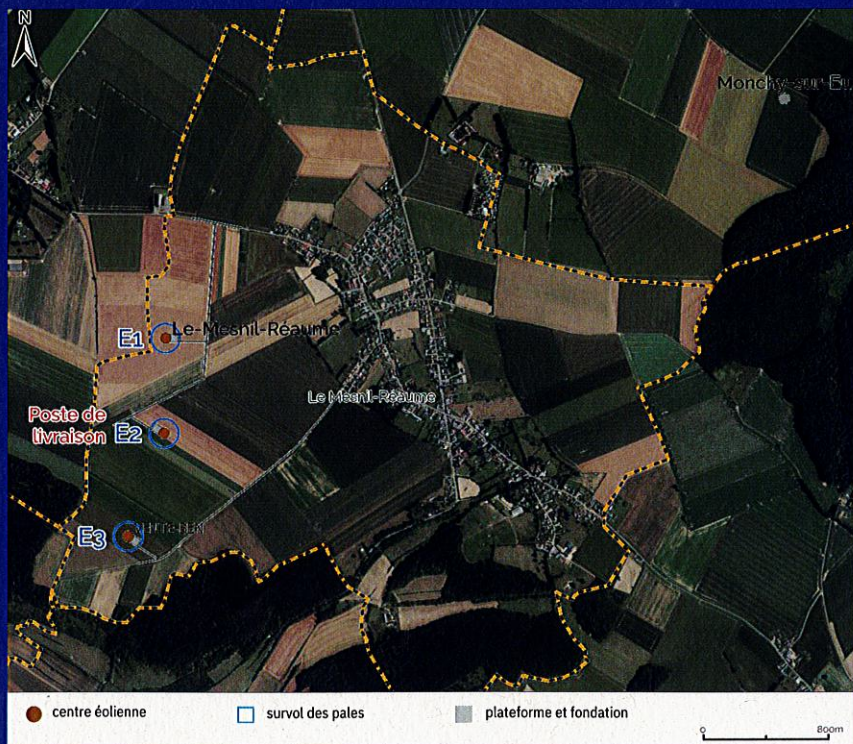 N
Monchy-sur-Eu
E1
Le-Mesnil-Réaume
Le Mesnil-Réaume
Poste de
livraison
E2
E3
centre éolienne
survol des pales
plateforme et fondation
0
800m